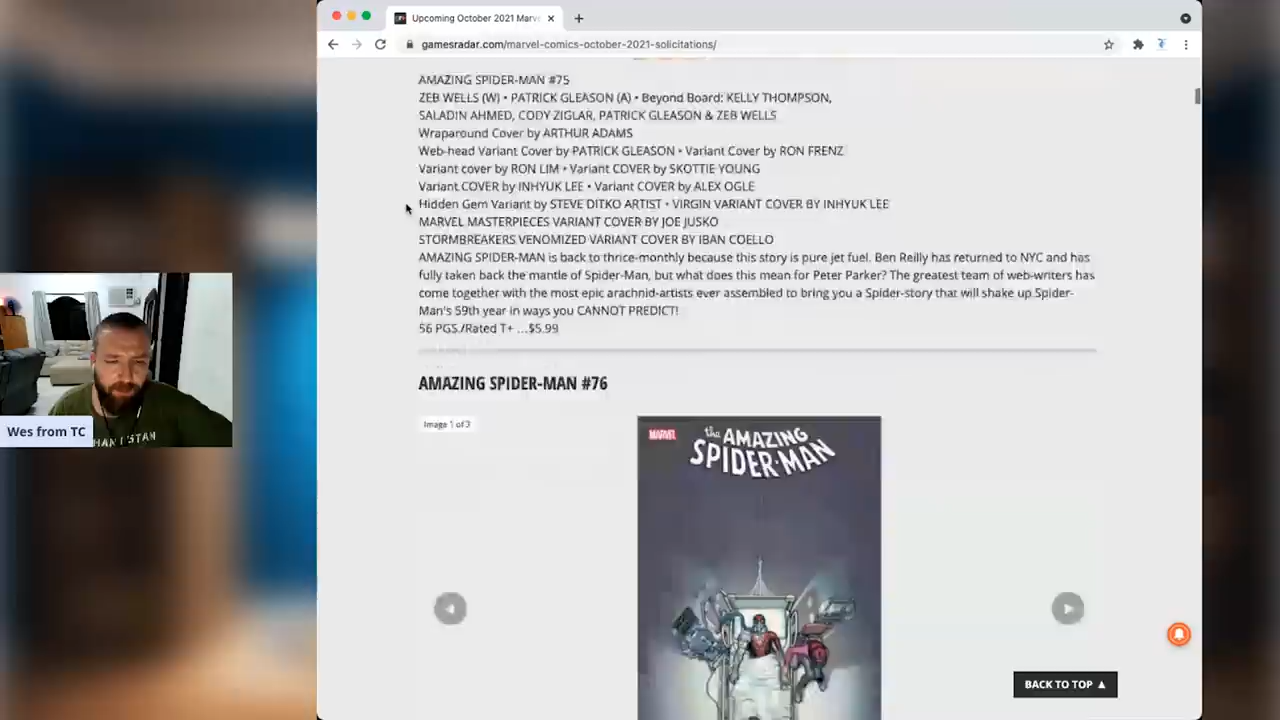 Upcoming October 2021 Marv
gamesradar.com/marvel-comics-october-2021-solicitations/
AMAZING SPIDER-MAN #75
ZEB WELLS (W) • PATRICK GLEASON (A) • Beyond Board: KELLY THOMPSON,
SALADIN AHMED, CODY ZIGLAR, PATRICK GLEASON & ZEB WELLS
Wraparound Cover by ARTHUR ADAMS
Web-head Variant Cover by PATRICK GLEASON • Variant Cover by RON FRENZ
Variant cover by RON LIM • Variant COVER by SKOTTIE YOUNG
Variant COVER by INHYUK LEE • Variant COVER by ALEX OGLE
Hidden Gem Variant by STEVE DITKO ARTIST • VIRGIN VARIANT COVER BY INHYUK LEE
MARVEL MASTERPIECES VARIANT COVER BY JOE JUSKO
STORMBREAKERS VENOMIZED VARIANT COVER BY IBAN COELLO
AMAZING SPIDER-MAN is back to thrice-monthly because this story is pure jet fuel. Ben Reilly has returned to NYC and has
fully taken back the mantle of Spider-Man, but what does this mean for Peter Parker? The greatest team of web-writers has
come together with the most epic arachnid-artists ever assembled to bring you a Spider-story that will shake up Spider-
Man's 59th year in ways you CANNOT PREDICT!
56 PGS./Rated T+ …$5.99
AMAZING SPIDER-MAN #76
Image 1 of 3
MARVEL
the AMAZING
SPIDER-MAN
Wes from TC
BACK TO TOP ▲